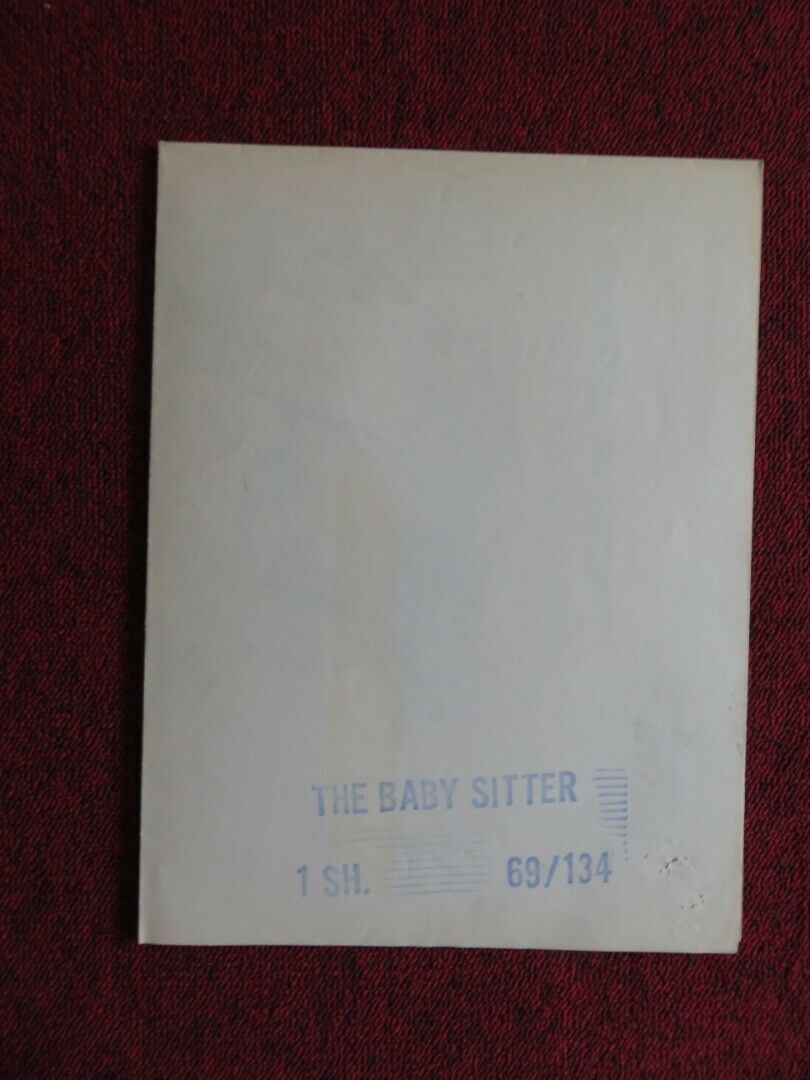 THE BABY SITTER
1 SH. 69/134